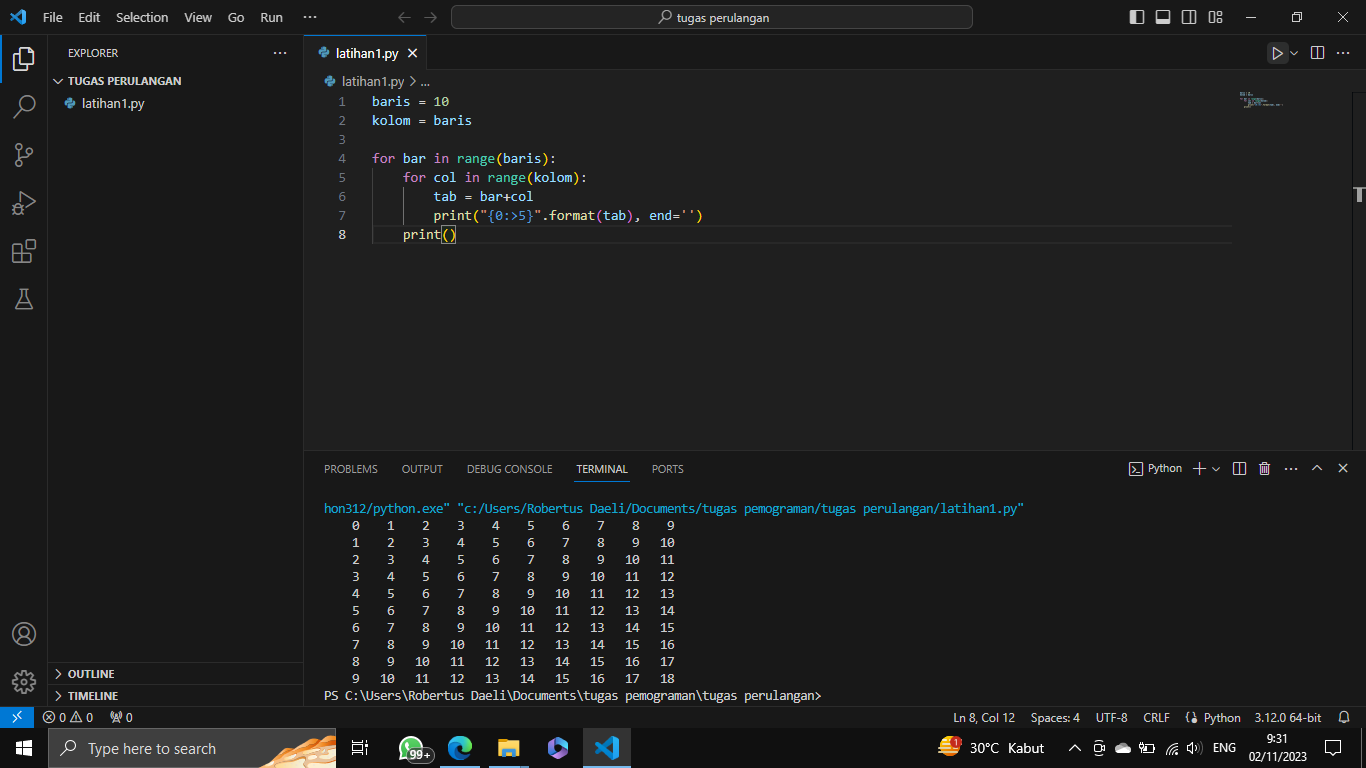 File Edit Selection View Go Run ···
tugas perulangan
EXPLORER
TUGAS PERULANGAN
latihan1.py
OUTLINE
TIMELINE
latihan1.py
latihan1.py > ...
1 baris = 10
2 kolom = baris
3
4 for bar in range(baris):
5     for col in range(kolom):
6         tab = bar+col
7         print("{0:>5}".format(tab), end='')
8     print()
PROBLEMS OUTPUT DEBUG CONSOLE TERMINAL PORTS
Python
hon312/python.exe" "c:/Users/Robertus Daeli/Documents/tugas pemograman/tugas perulangan/latihan1.py"
    0    1    2    3    4    5    6    7    8    9
    1    2    3    4    5    6    7    8    9   10
    2    3    4    5    6    7    8    9   10   11
    3    4    5    6    7    8    9   10   11   12
    4    5    6    7    8    9   10   11   12   13
    5    6    7    8    9   10   11   12   13   14
    6    7    8    9   10   11   12   13   14   15
    7    8    9   10   11   12   13   14   15   16
    8    9   10   11   12   13   14   15   16   17
    9   10   11   12   13   14   15   16   17   18
PS C:\Users\Robertus Daeli\Documents\tugas pemograman\tugas perulangan>
0 0 0 Ln 8, Col 12 Spaces: 4 UTF-8 CRLF Python 3.12.0 64-bit
Type here to search
99+
1
30°C Kabut
ENG
9:31
02/11/2023